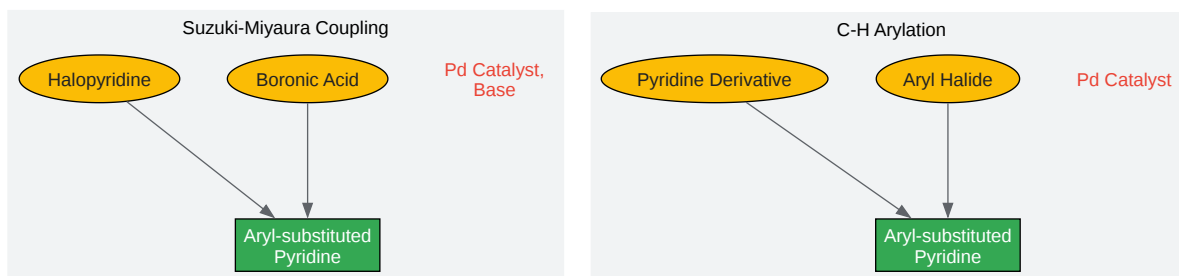 Suzuki-Miyaura Coupling
Halopyridine
Boronic Acid
Pd Catalyst,
Base
Aryl-substituted
Pyridine
C-H Arylation
Pyridine Derivative
Aryl Halide
Pd Catalyst
Aryl-substituted
Pyridine